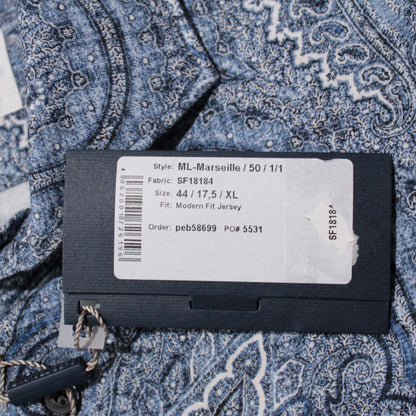 Style: ML-Marseille / 50 / 1/1
Fabric: SF18184
Size: 44 / 17,5 / XL
Fit: Modern Fit Jersey
Order: peb58699 PO# 5531
SF18184